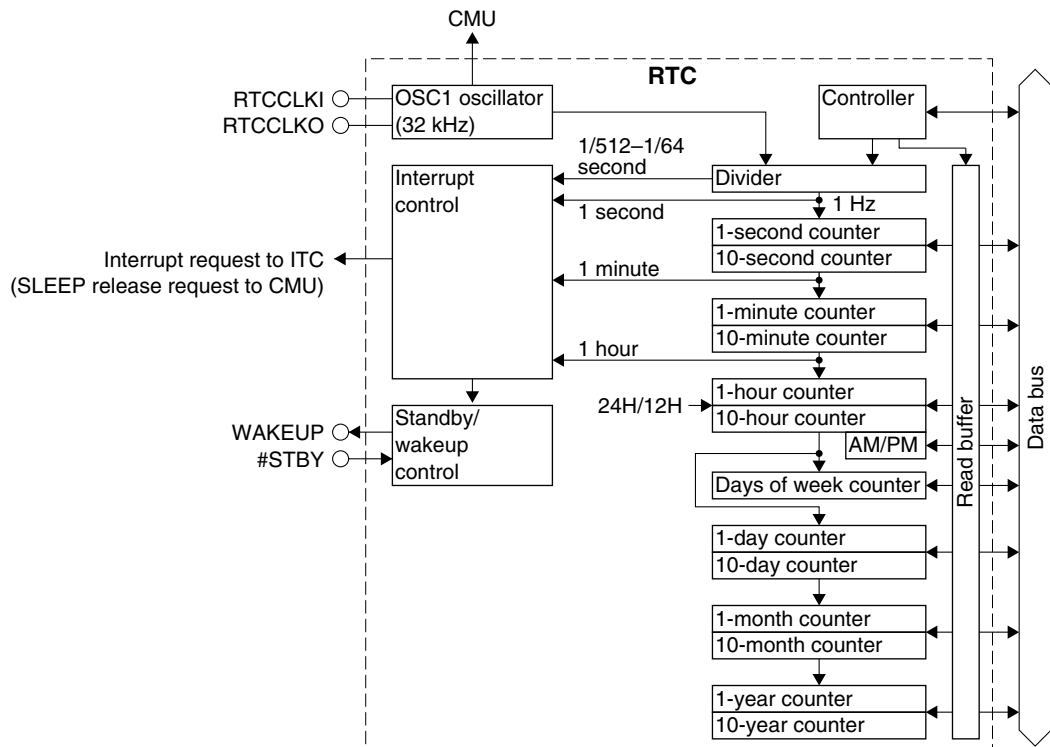 CMU
RTC
RTCCLKI
RTCCLKO
OSC1 oscillator
(32 kHz)
Controller
1/512–1/64
second
Divider
Interrupt
control
1 second
1 Hz
1-second counter
10-second counter
Interrupt request to ITC
(SLEEP release request to CMU)
1 minute
1-minute counter
10-minute counter
1 hour
1-hour counter
10-hour counter
24H/12H
AM/PM
Standby/
wakeup
control
WAKEUP
#STBY
Days of week counter
1-day counter
10-day counter
1-month counter
10-month counter
1-year counter
10-year counter
Read buffer
Data bus